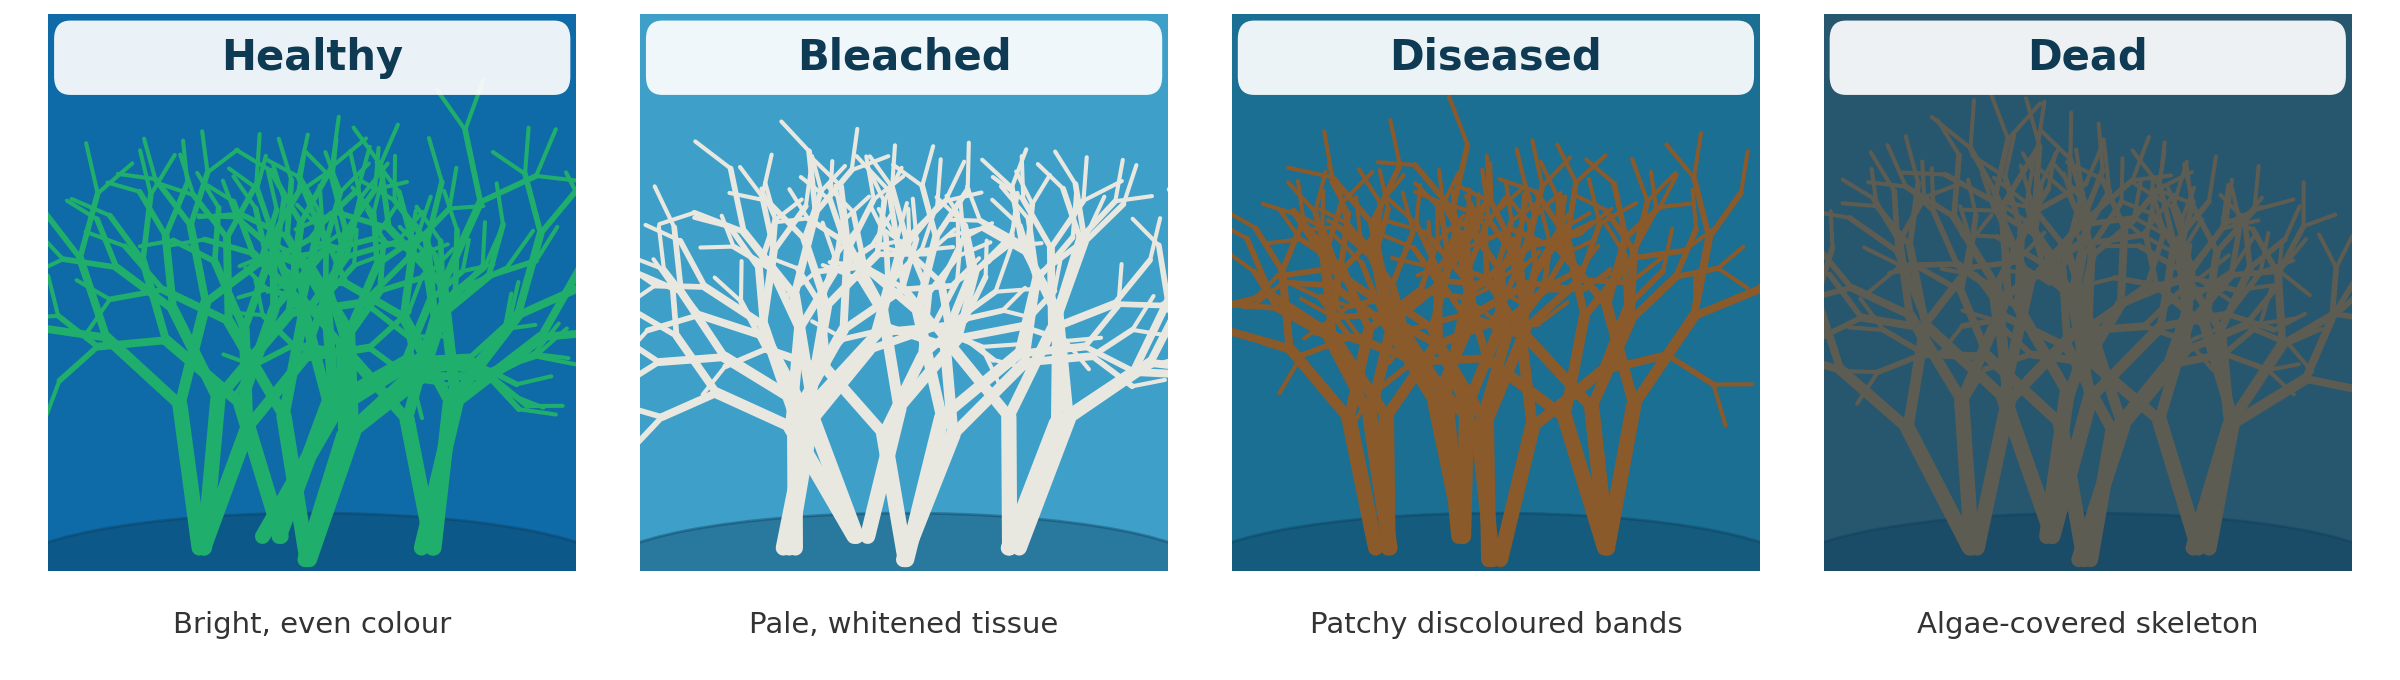 Healthy
Bleached
Diseased
Dead
Bright, even colour
Pale, whitened tissue
Patchy discoloured bands
Algae-covered skeleton